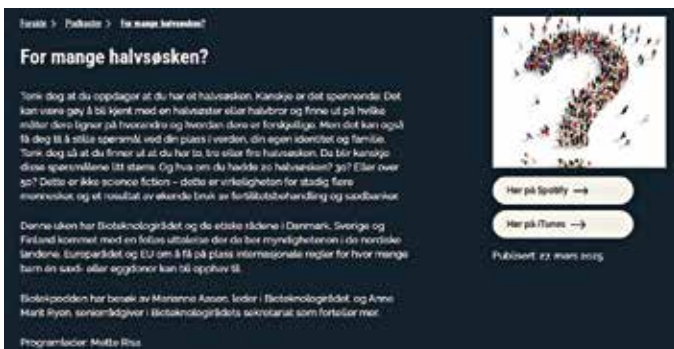 Forside > Podkaster > For mange halvsøsken?
For mange halvsøsken?
Tenk deg at du oppdager at du har et halvsøsken. Kanskje er det spennende. Det
kan være gøy å bli kjent med en halvsøster eller halvbror og finne ut på hvilke
måter dere ligner på hverandre og hvordan dere er forskjellige. Men det kan også
få deg til å stille spørsmål ved din plass i verden, din egen identitet og familie.
Tenk deg så at du finner ut at du har to, tre eller fire halvsøsken. Da blir kanskje
disse spørsmålene litt større. Og hva om du hadde 20 halvsøsken? 30? Eller over
50? Dette er ikke science fiction – dette er virkeligheten for stadig flere
mennesker, og et resultat av økende bruk av fertilitetsbehandling og sædbanker.
Denne uken har Bioteknologirådet og de etiske rådene i Danmark, Sverige og
Finland kommet med en felles uttalelse der de ber myndighetene i de nordiske
landene, Europarådet og EU om å få på plass internasjonale regler for hvor mange
barn én sæd- eller eggdonor kan bli opphav til.
Biotekpodden har besøk av Marianne Aasen, leder i Bioteknologirådet, og Anne
Marit Ryen, seniorrådgiver i Bioteknologirådets sekretariat som forteller mer.
Programleder: Mette Risa
Hør på Spotify →
Hør på iTunes →
Publisert: 27. mars 2025